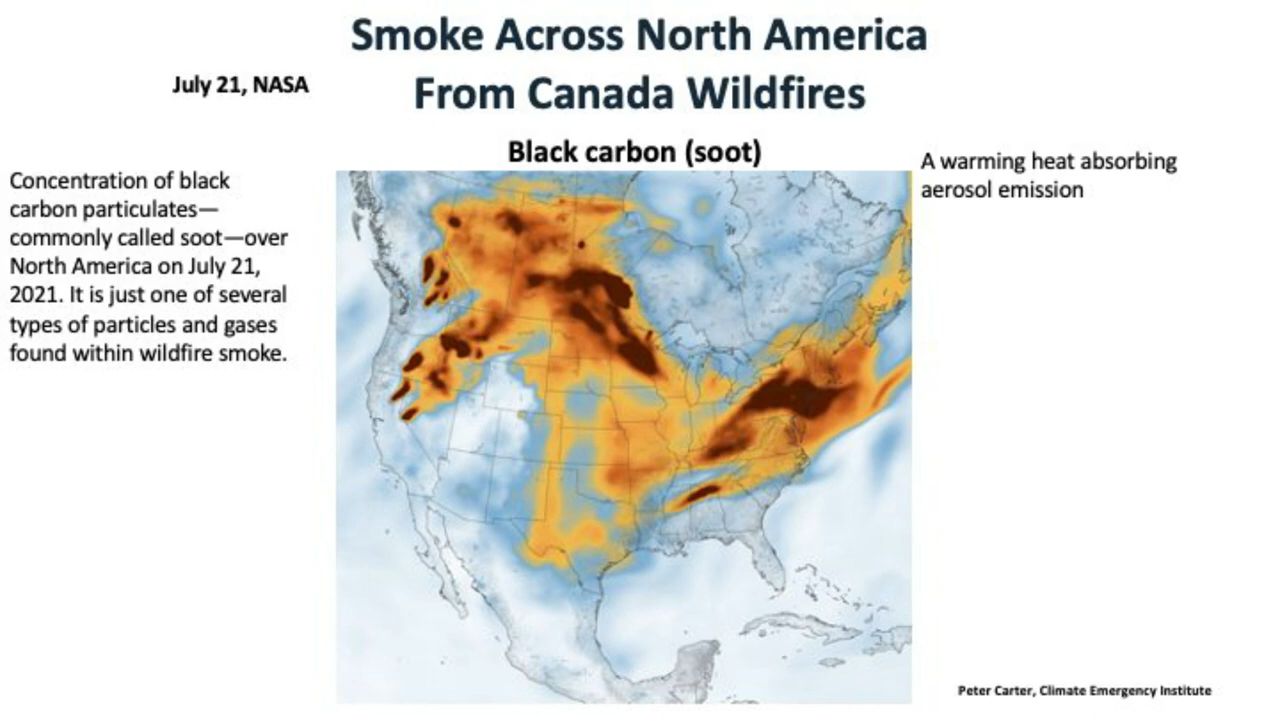 Smoke Across North America
From Canada Wildfires
July 21, NASA
Black carbon (soot)
Concentration of black
carbon particulates—
commonly called soot—over
North America on July 21,
2021. It is just one of several
types of particles and gases
found within wildfire smoke.
A warming heat absorbing
aerosol emission
Peter Carter, Climate Emergency Institute